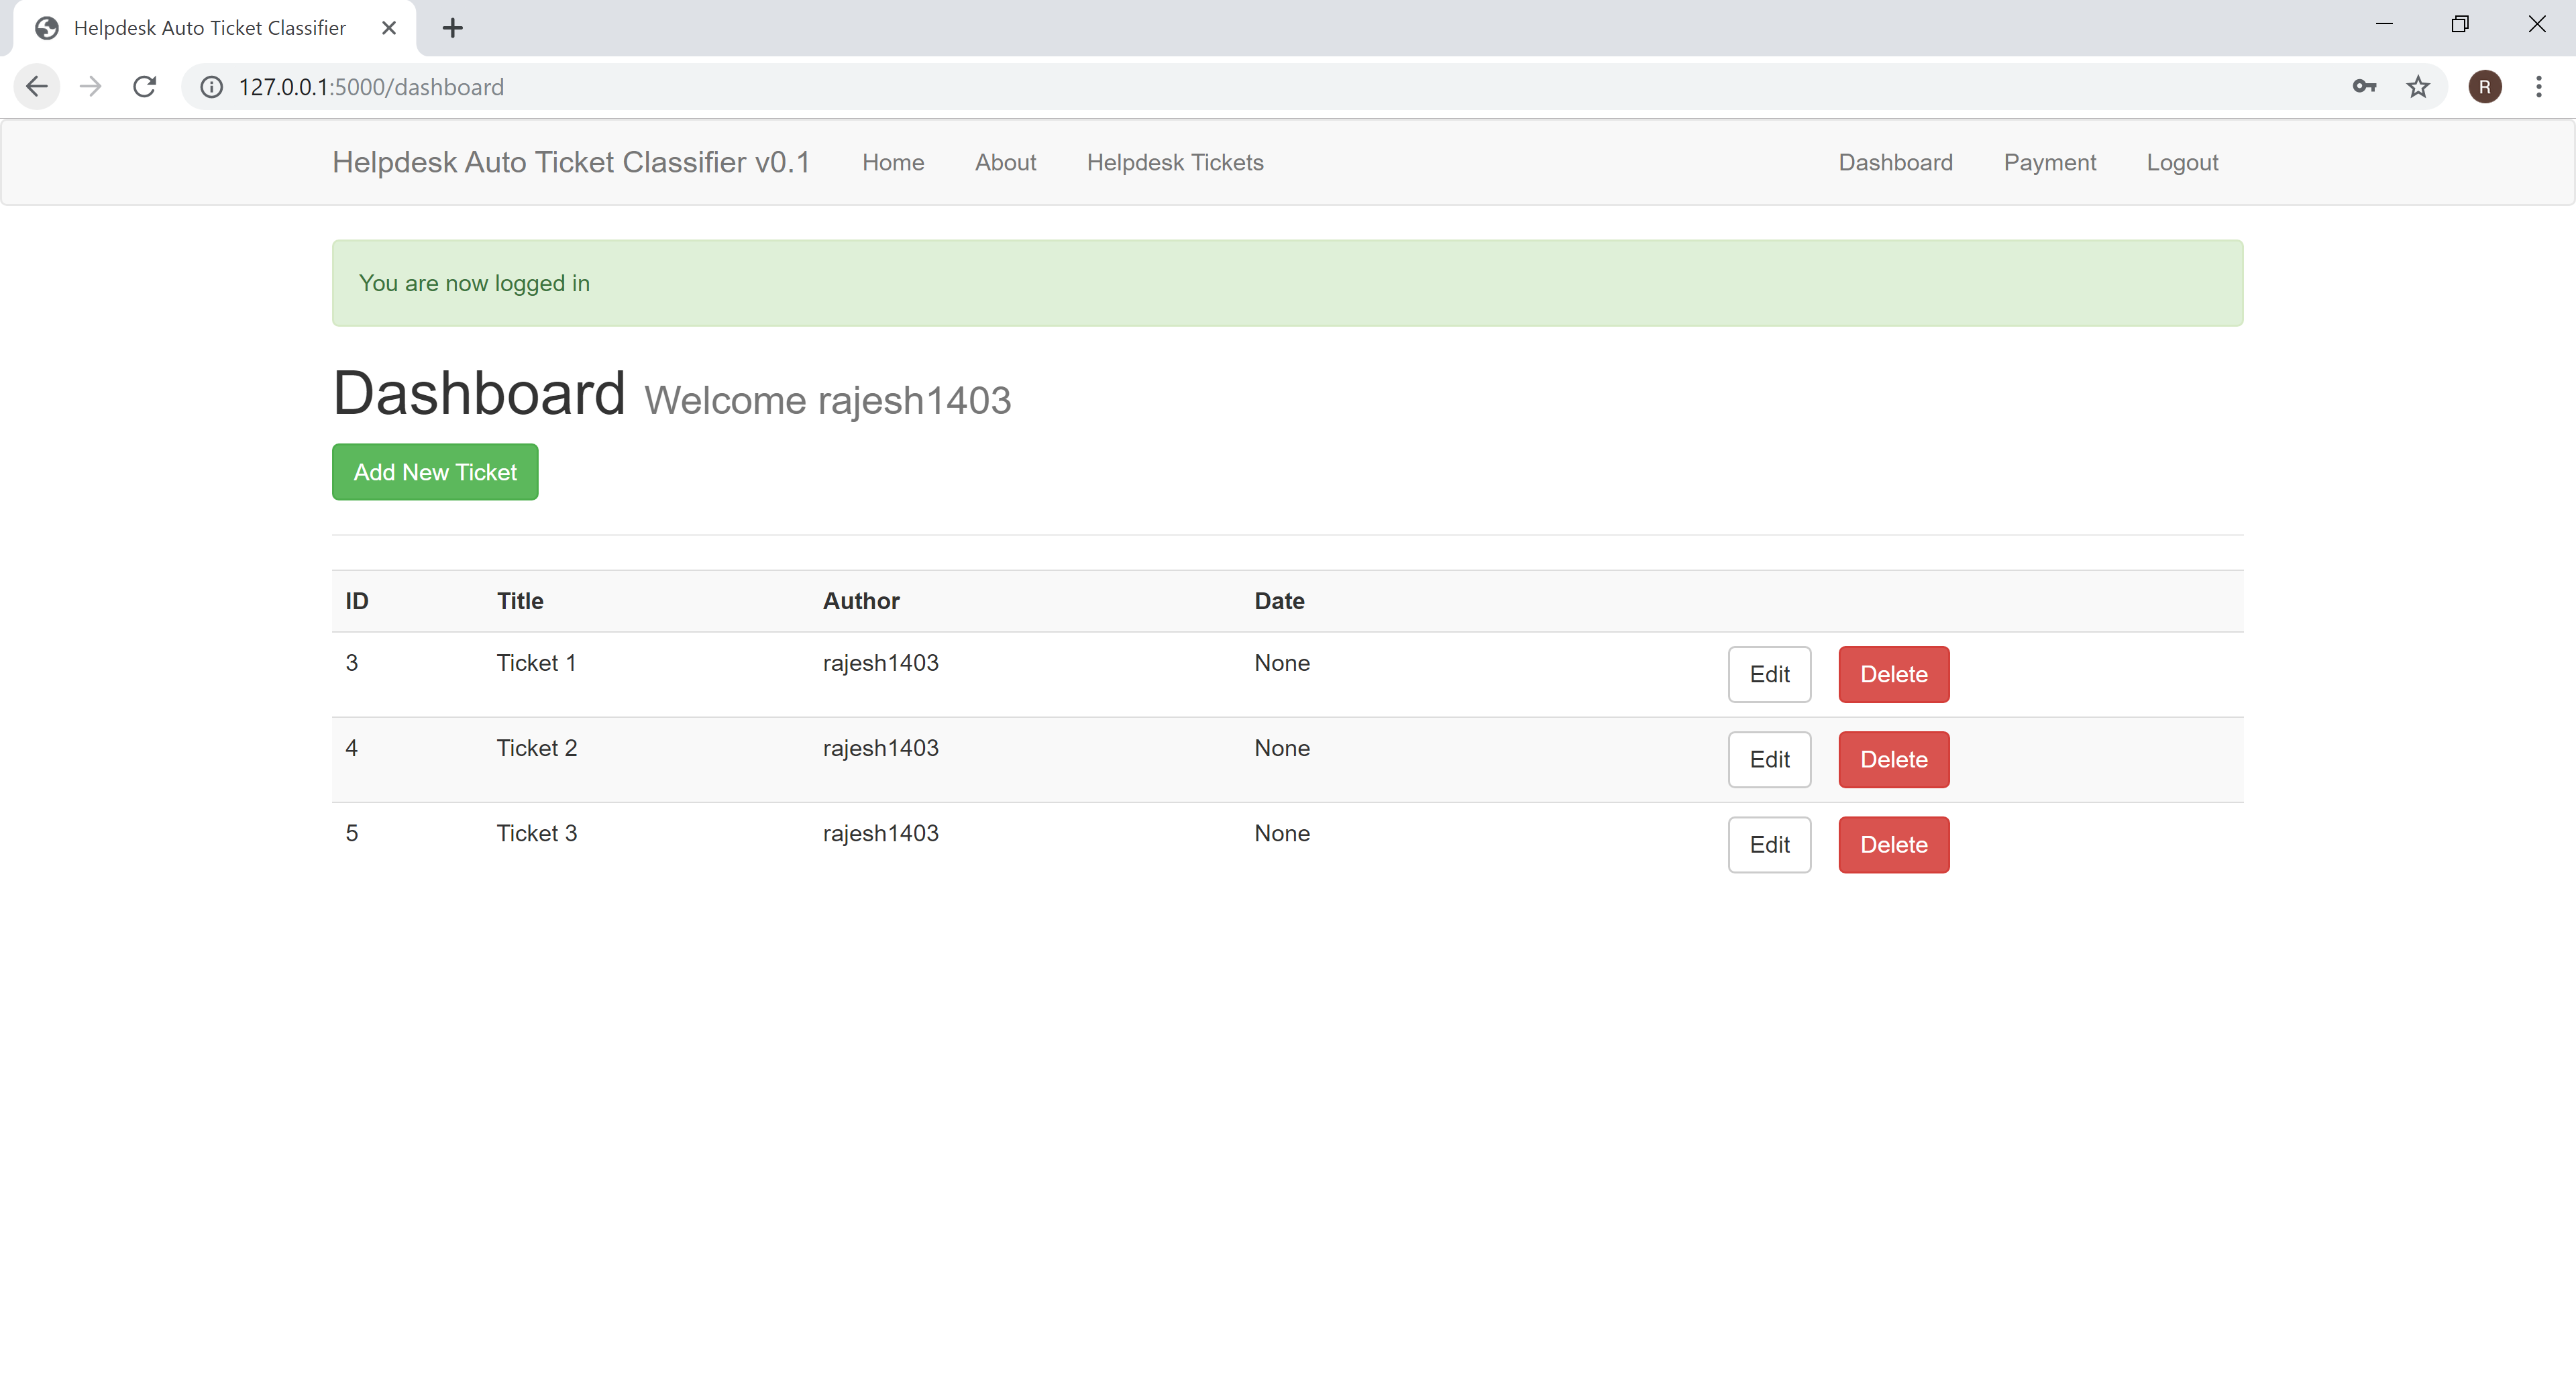 Helpdesk Auto Ticket Classifier
127.0.0.1:5000/dashboard
R
Helpdesk Auto Ticket Classifier v0.1 Home About Helpdesk Tickets Dashboard Payment Logout
You are now logged in
Dashboard Welcome rajesh1403
Add New Ticket
ID Title Author Date
3 Ticket 1 rajesh1403 None Edit Delete
4 Ticket 2 rajesh1403 None Edit Delete
5 Ticket 3 rajesh1403 None Edit Delete